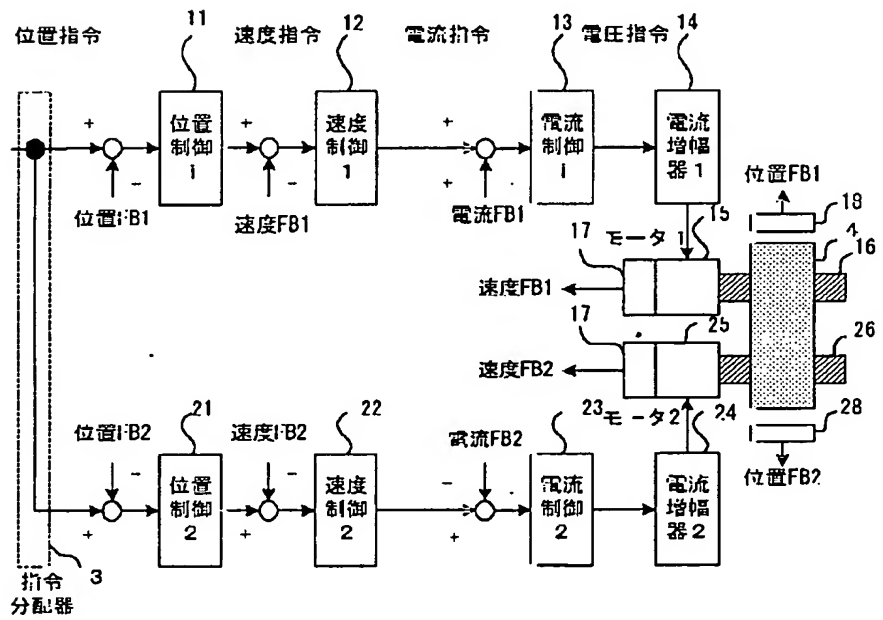 位置指令
11
速度指令
12
電流指令
13
電圧指令
14
+
位置
制御
1
+
速度
制御
1
+
電流
制御
1
電流
増幅
器1
-
位置FB1
-
速度FB1
+
電流FB1
位置FB1
18
4
16
17
モータ1
15
速度FB1
17
25
速度FB2
26
28
位置FB2
位置FB2
21
速度FB2
22
電流FB2
23
モータ2
24
-
-
-
位置
制御
2
速度
制御
2
電流
制御
2
電流
増幅
器2
+
+
+
3
指令
分配器